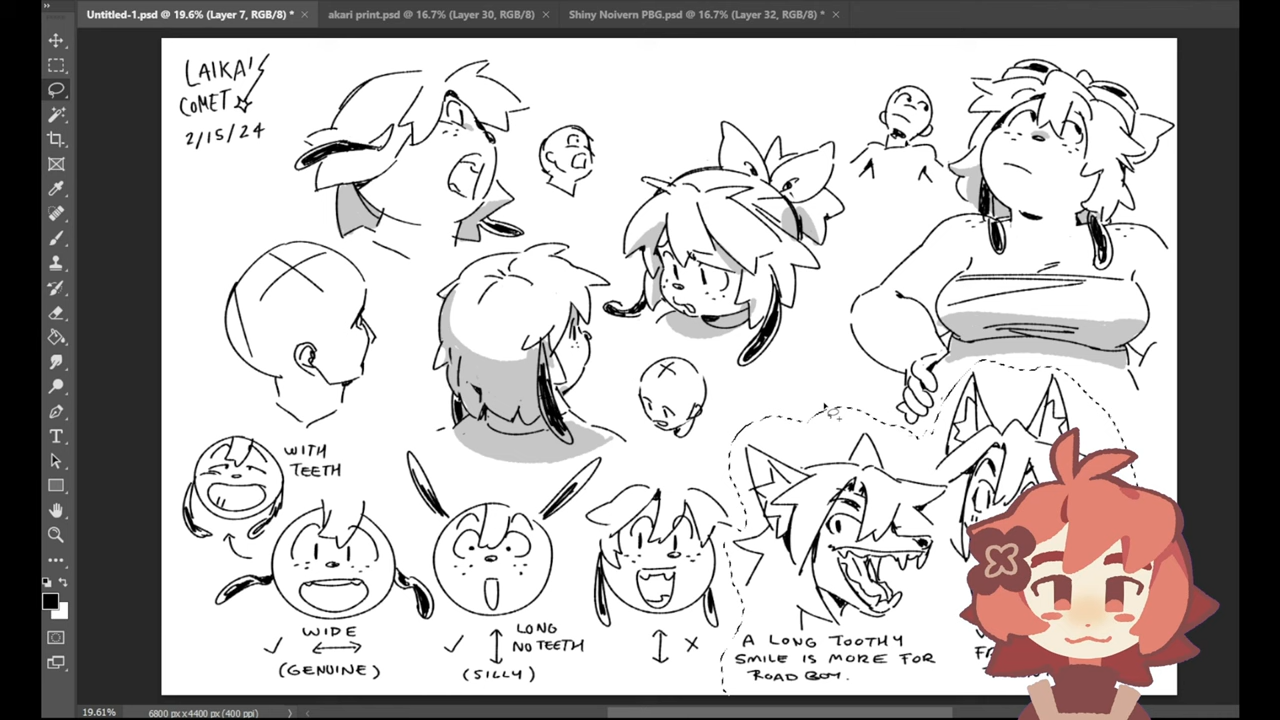 Untitled-1.psd @ 19.6% (Layer 7, RGB/8) *
akari print.psd @ 16.7% (Layer 30, RGB/8)
Shiny Noivern PBG.psd @ 16.7% (Layer 32, RGB/8) *
LAIKA'S
COMET
2/15/24
WITH
TEETH
WIDE
(GENUINE)
LONG
NO TEETH
(SILLY)
X
A LONG TOOTHY
SMILE IS MORE FOR
ROAD BOY.
19.61%
6800 px x 4400 px (400 ppi)